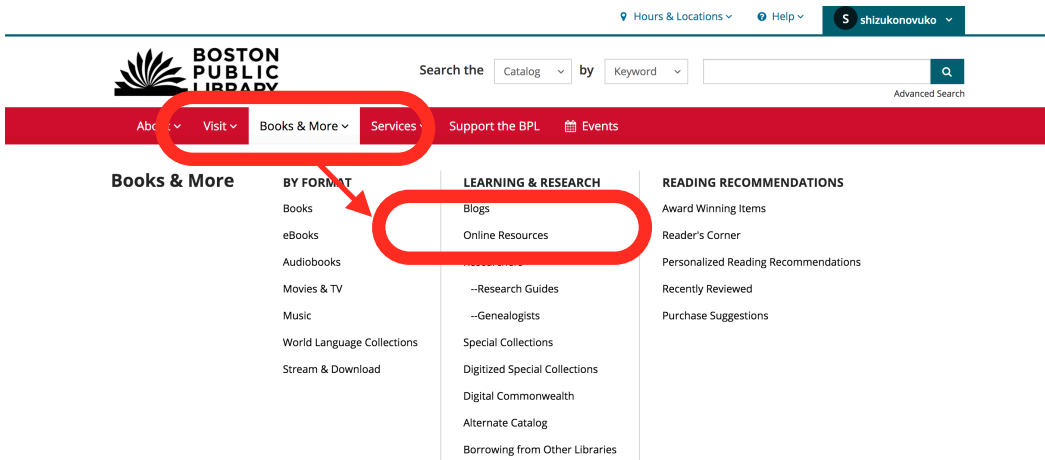 Hours & Locations
Help
S shizukonovuko
BOSTON
PUBLIC
LIBRARY
Search the Catalog by Keyword
Advanced Search
About Visit Books & More Services Support the BPL Events
Books & More
BY FORMAT
Books
eBooks
Audiobooks
Movies & TV
Music
World Language Collections
Stream & Download
LEARNING & RESEARCH
Blogs
Online Resources
Researchers
--Research Guides
--Genealogists
Special Collections
Digitized Special Collections
Digital Commonwealth
Alternate Catalog
Borrowing from Other Libraries
READING RECOMMENDATIONS
Award Winning Items
Reader's Corner
Personalized Reading Recommendations
Recently Reviewed
Purchase Suggestions